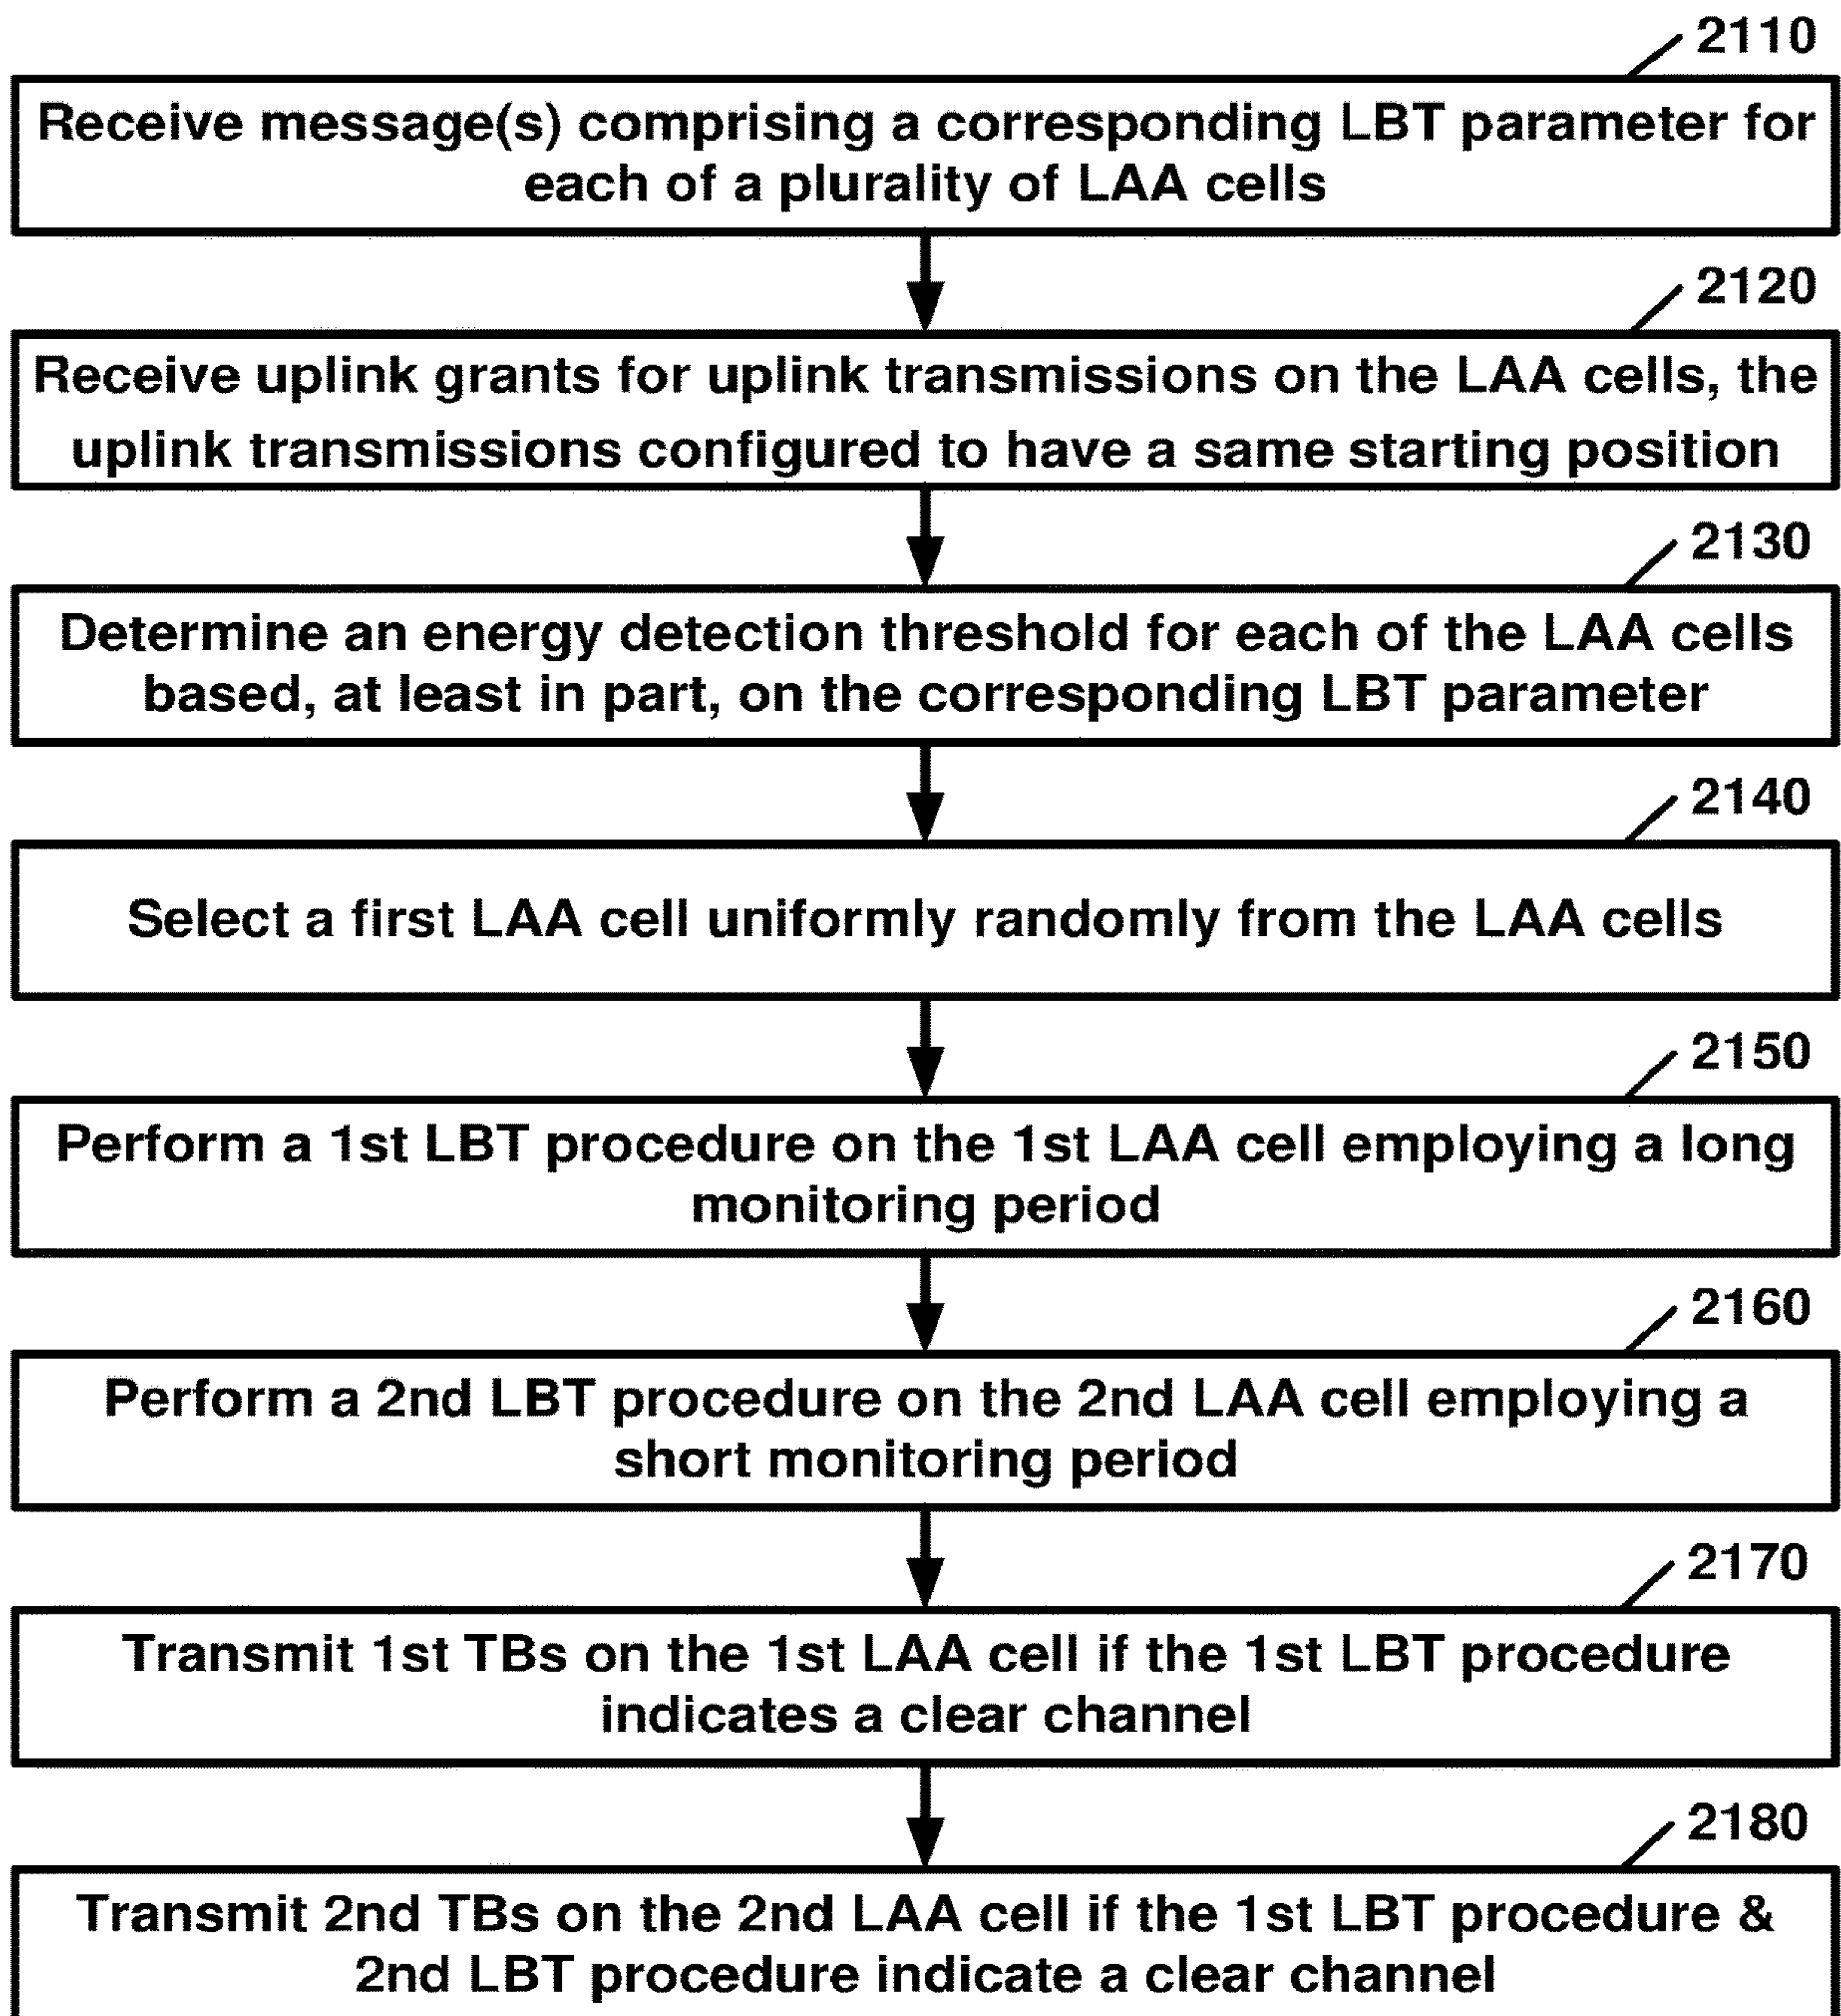 2110
Receive message(s) comprising a corresponding LBT parameter for
each of a plurality of LAA cells
2120
Receive uplink grants for uplink transmissions on the LAA cells, the
uplink transmissions configured to have a same starting position
2130
Determine an energy detection threshold for each of the LAA cells
based, at least in part, on the corresponding LBT parameter
2140
Select a first LAA cell uniformly randomly from the LAA cells
2150
Perform a 1st LBT procedure on the 1st LAA cell employing a long
monitoring period
2160
Perform a 2nd LBT procedure on the 2nd LAA cell employing a
short monitoring period
2170
Transmit 1st TBs on the 1st LAA cell if the 1st LBT procedure
indicates a clear channel
2180
Transmit 2nd TBs on the 2nd LAA cell if the 1st LBT procedure &
2nd LBT procedure indicate a clear channel